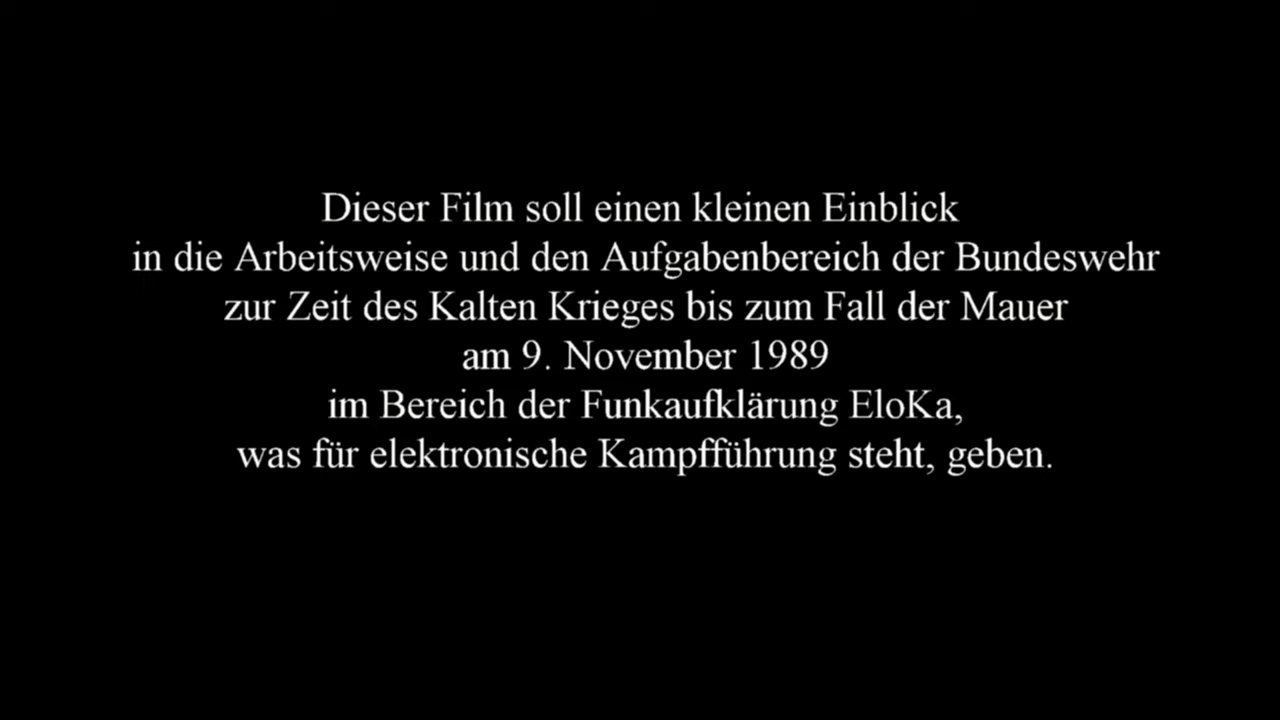 Dieser Film soll einen kleinen Einblick
in die Arbeitsweise und den Aufgabenbereich der Bundeswehr
zur Zeit des Kalten Krieges bis zum Fall der Mauer
am 9. November 1989
im Bereich der Funkaufklärung EloKa,
was für elektronische Kampfführung steht, geben.